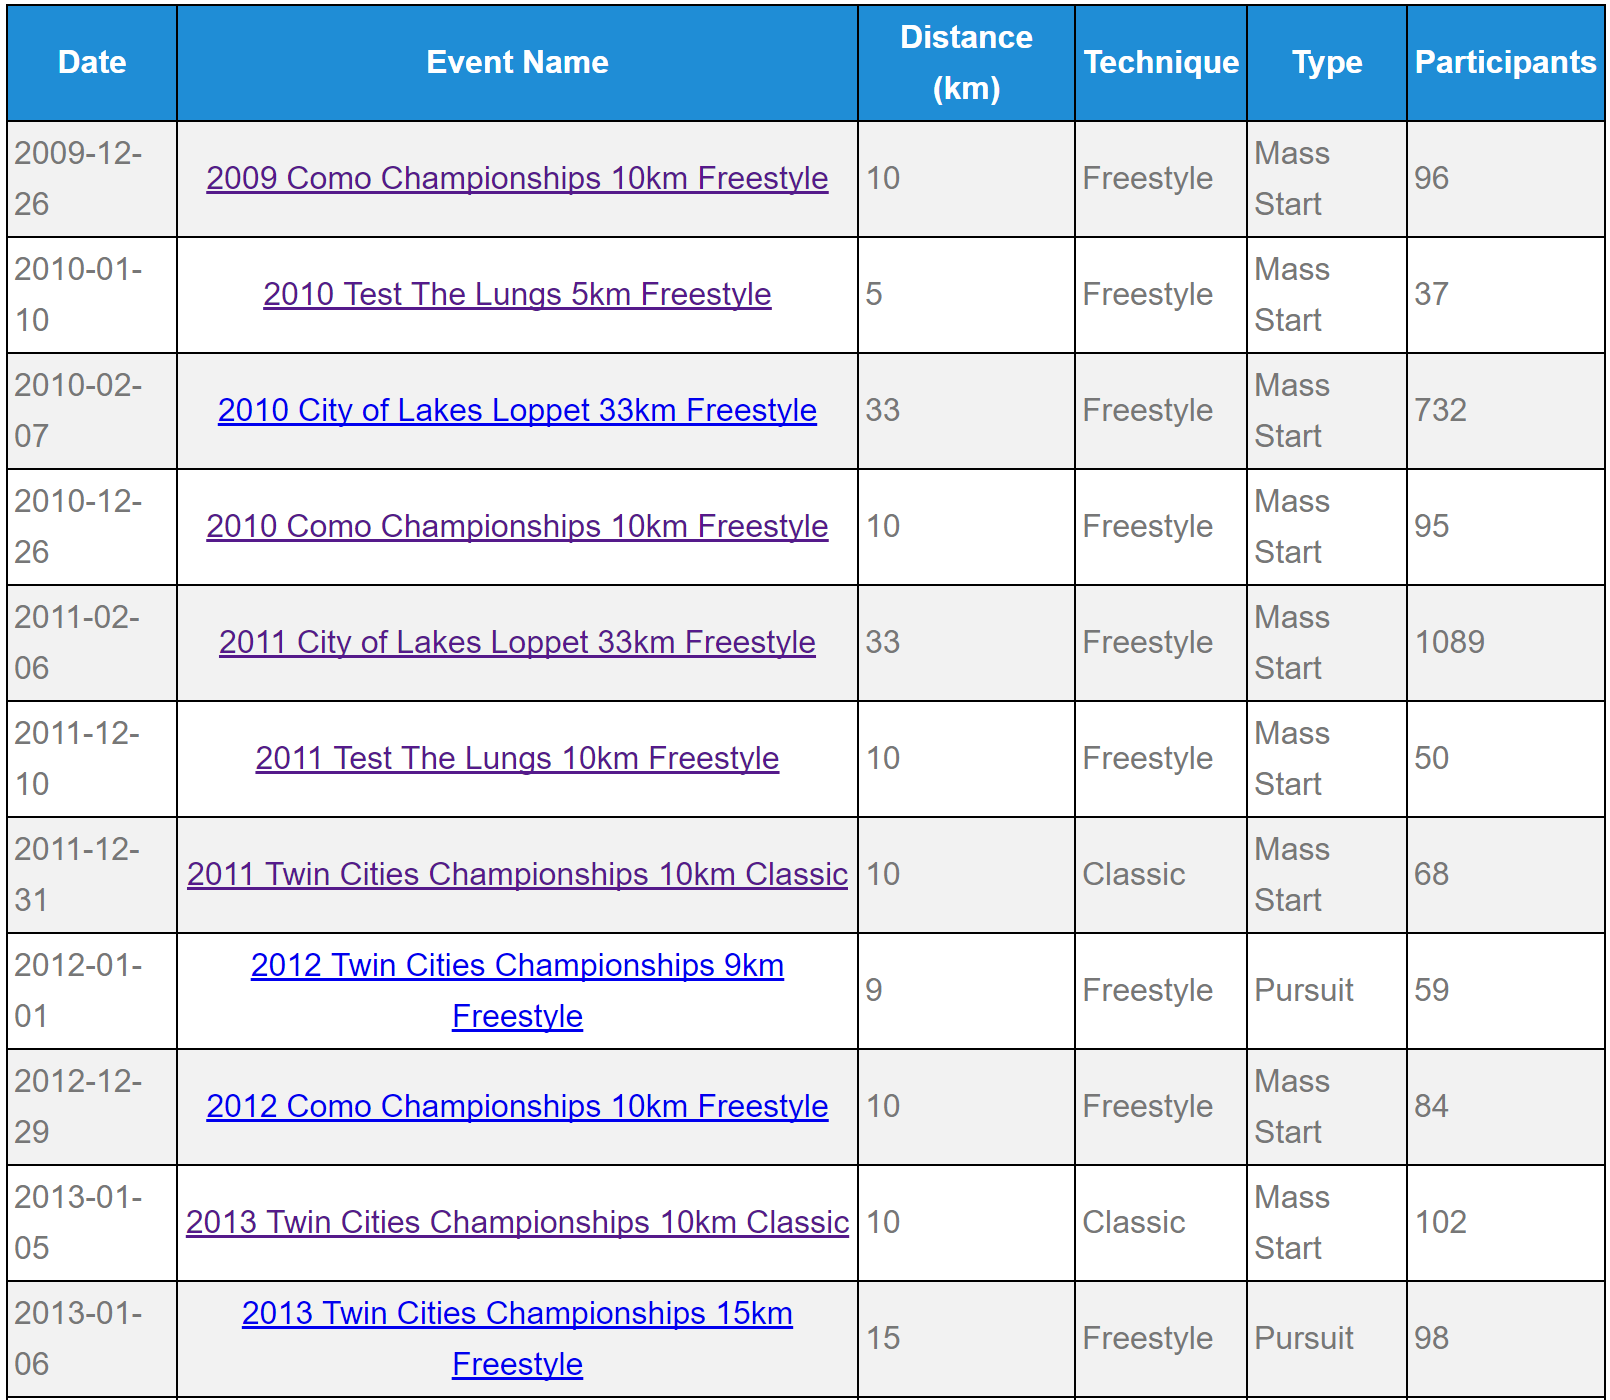 Date Event Name Distance (km) Technique Type Participants
2009-12-26 2009 Como Championships 10km Freestyle 10 Freestyle Mass Start 96
2010-01-10 2010 Test The Lungs 5km Freestyle 5 Freestyle Mass Start 37
2010-02-07 2010 City of Lakes Loppet 33km Freestyle 33 Freestyle Mass Start 732
2010-12-26 2010 Como Championships 10km Freestyle 10 Freestyle Mass Start 95
2011-02-06 2011 City of Lakes Loppet 33km Freestyle 33 Freestyle Mass Start 1089
2011-12-10 2011 Test The Lungs 10km Freestyle 10 Freestyle Mass Start 50
2011-12-31 2011 Twin Cities Championships 10km Classic 10 Classic Mass Start 68
2012-01-01 2012 Twin Cities Championships 9km Freestyle 9 Freestyle Pursuit 59
2012-12-29 2012 Como Championships 10km Freestyle 10 Freestyle Mass Start 84
2013-01-05 2013 Twin Cities Championships 10km Classic 10 Classic Mass Start 102
2013-01-06 2013 Twin Cities Championships 15km Freestyle 15 Freestyle Pursuit 98